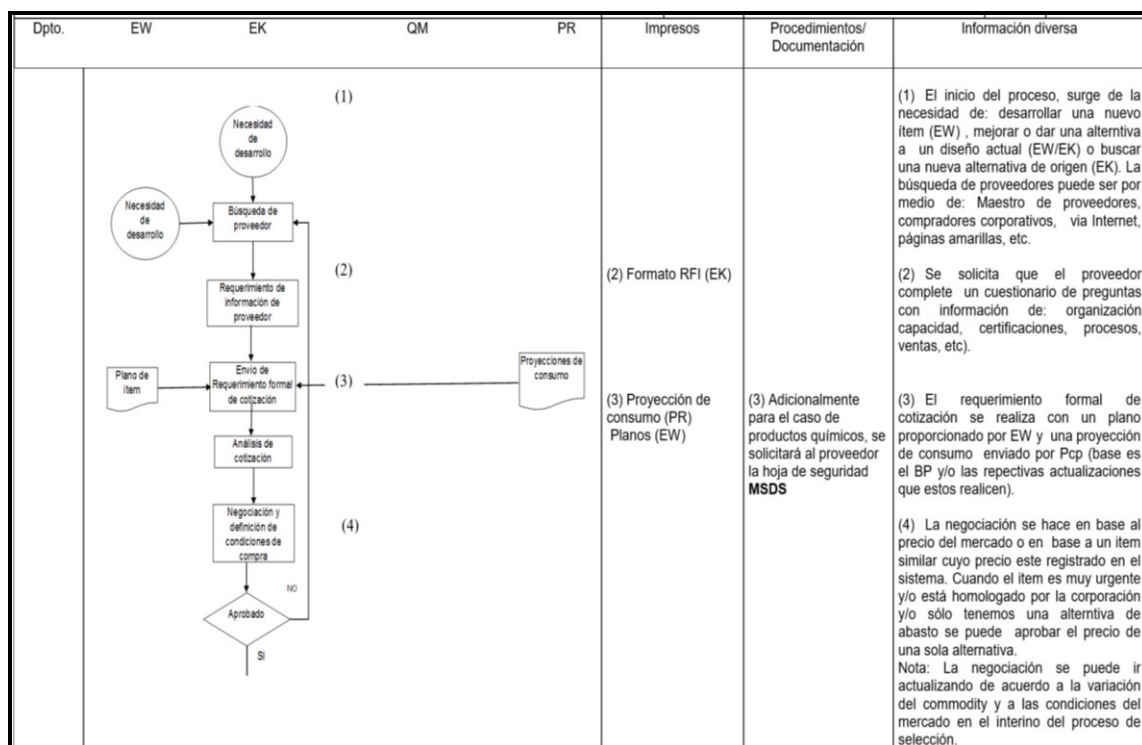 Dpto.
EW
EK
QM
PR
Impresos
Procedimientos/
Documentación
Información diversa
(1)
Necesidad
de
desarrollo
Necesidad
de
desarrollo
Búsqueda de
proveedor
(2)
Requerimiento de
información de
proveedor
Plano de
ítem
Envío de
Requerimiento formal
de cotización
(3)
Proyecciones de
consumo
Análisis de
cotización
Negociación y
definición de
condiciones de
compra
(4)
NO
Aprobado
SI
(2) Formato RFI (EK)
(3) Proyección de
consumo (PR)
Planos (EW)
(3) Adicionalmente
para el caso de
productos químicos, se
solicitará al proveedor
la hoja de seguridad
MSDS
(1) El inicio del proceso, surge de la
necesidad de: desarrollar una nuevo
ítem (EW) , mejorar o dar una alterntiva
a un diseño actual (EW/EK) o buscar
una nueva alternativa de origen (EK). La
búsqueda de proveedores puede ser por
medio de: Maestro de proveedores,
compradores corporativos, via Internet,
páginas amarillas, etc.
(2) Se solicita que el proveedor
complete un cuestionario de preguntas
con información de: organización
capacidad, certificaciones, procesos,
ventas, etc).
(3) El requerimiento formal de
cotización se realiza con un plano
proporcionado por EW y una proyección
de consumo enviado por Pcp (base es
el BP y/o las repectivas actualizaciones
que estos realicen).
(4) La negociación se hace en base al
precio del mercado o en base a un item
similar cuyo precio este registrado en el
sistema. Cuando el item es muy urgente
y/o está homologado por la corporación
y/o sólo tenemos una alterntiva de
abasto se puede aprobar el precio de
una sola alternativa.
Nota: La negociación se puede ir
actualizando de acuerdo a la variación
del commodity y a las condiciones del
mercado en el interino del proceso de
selección.